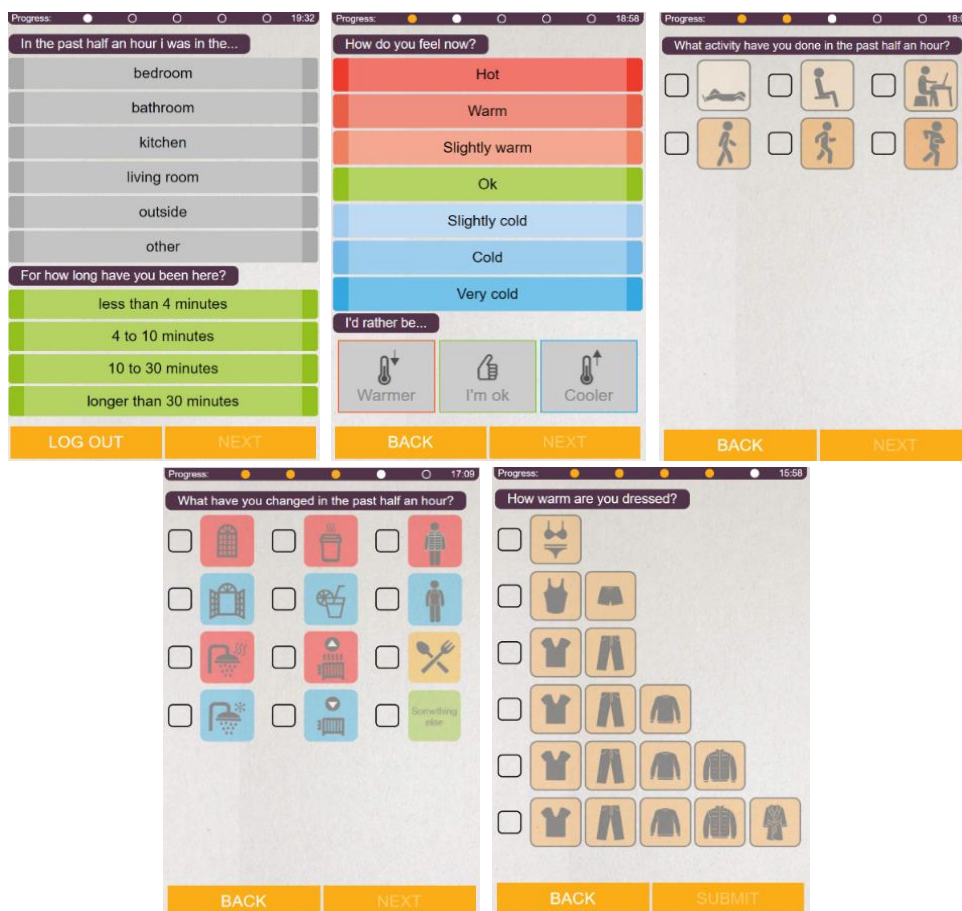 Progress: 19:32
In the past half an hour i was in the...
bedroom
bathroom
kitchen
living room
outside
other
For how long have you been here?
less than 4 minutes
4 to 10 minutes
10 to 30 minutes
longer than 30 minutes
LOG OUT NEXT
Progress: 18:58
How do you feel now?
Hot
Warm
Slightly warm
Ok
Slightly cold
Cold
Very cold
I'd rather be...
Warmer I'm ok Cooler
BACK NEXT
Progress:
What activity have you done in the past half an hour?
BACK NEXT
Progress: 17:09
What have you changed in the past half an hour?
Something
else
BACK NEXT
Progress: 15:58
How warm are you dressed?
BACK SUBMIT